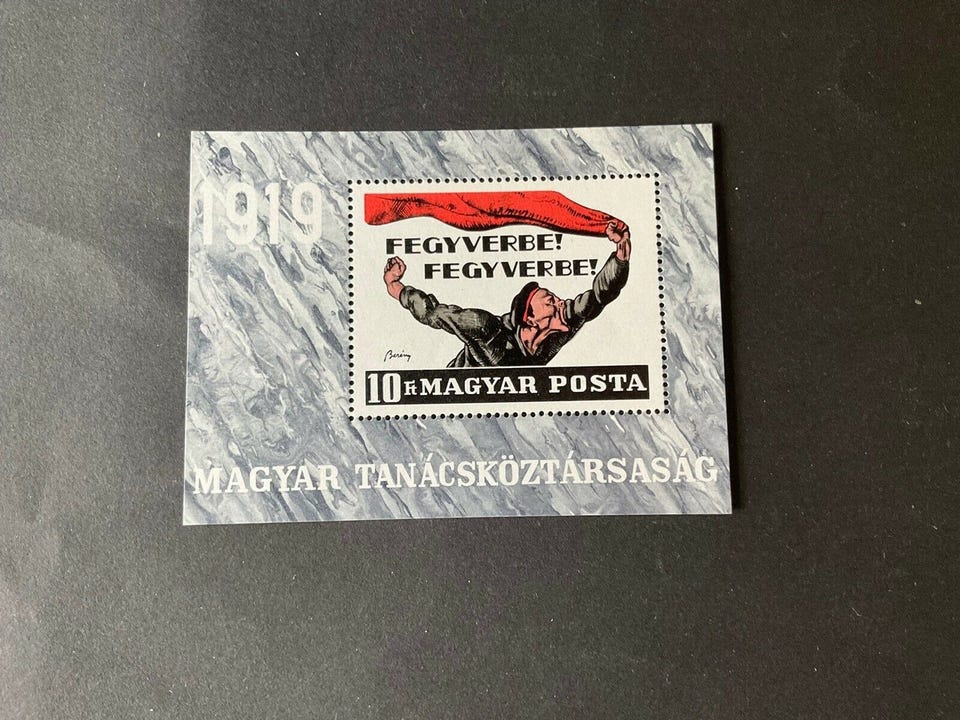 1919
FEGYVERBE!
FEGYVERBE!
Berény
10 Ft MAGYAR POSTA
MAGYAR TANÁCSKÖZTÁRSASÁG